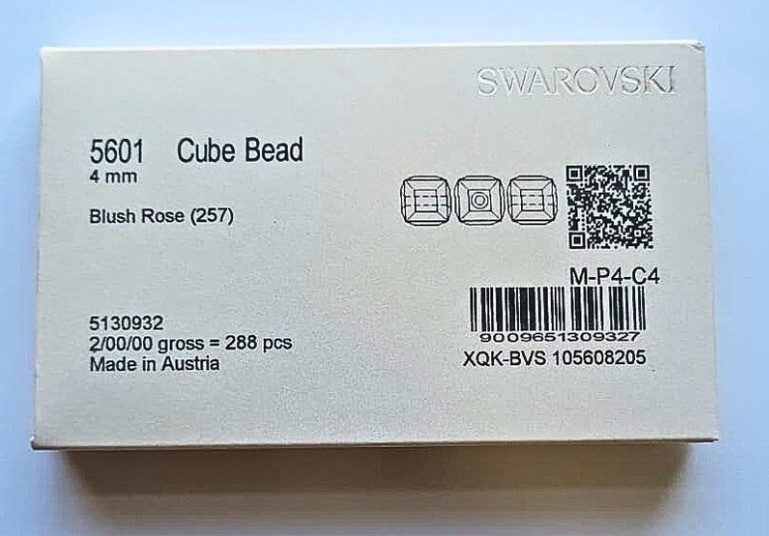 SWAROVSKI
5601 Cube Bead
4 mm
Blush Rose (257)
M-P4-C4
9009651309327
XQK-BVS 105608205
5130932
2/00/00 gross = 288 pcs
Made in Austria